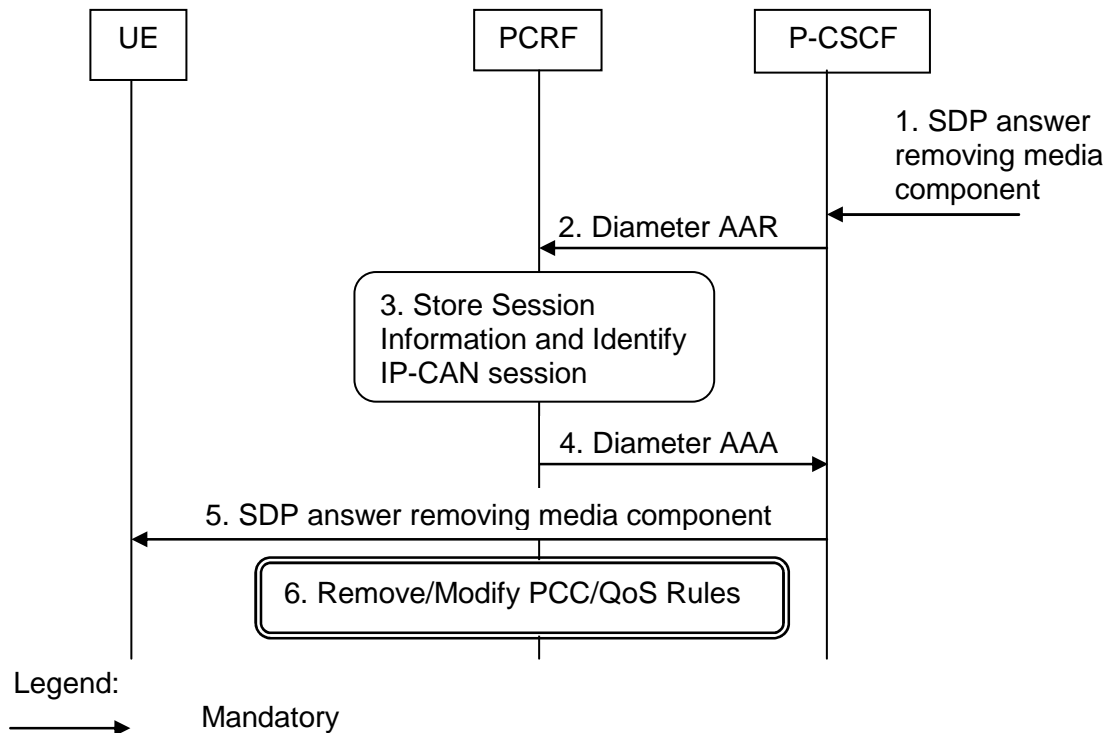 UE
PCRF
P-CSCF
1. SDP answer
removing media
component
2. Diameter AAR
3. Store Session
Information and Identify
IP-CAN session
4. Diameter AAA
5. SDP answer removing media component
6. Remove/Modify PCC/QoS Rules
Legend:
Mandatory